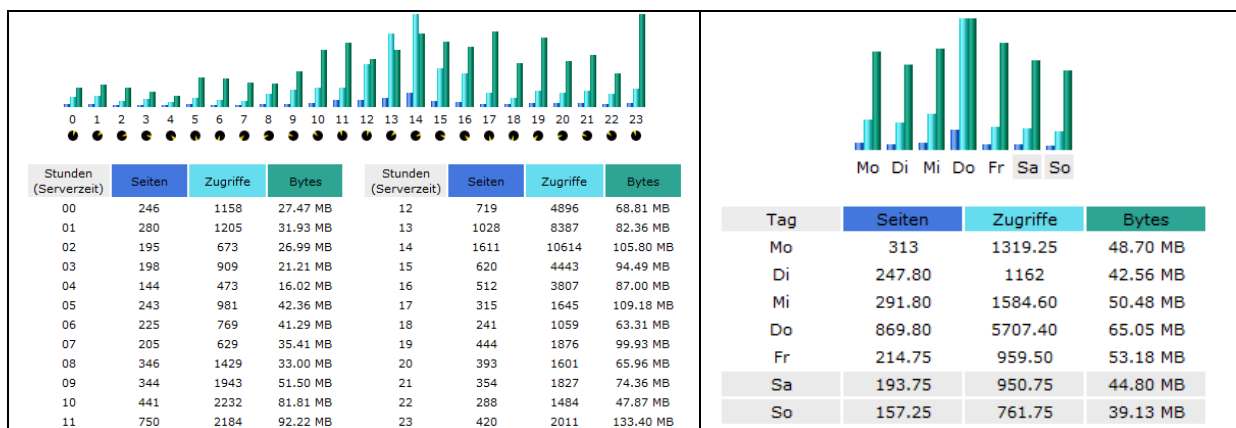 0 1 2 3 4 5 6 7 8 9 10 11 12 13 14 15 16 17 18 19 20 21 22 23
Stunden (Serverzeit) Seiten Zugriffe Bytes
00 246 1158 27.47 MB
01 280 1205 31.93 MB
02 195 673 26.99 MB
03 198 909 21.21 MB
04 144 473 16.02 MB
05 243 981 42.36 MB
06 225 769 41.29 MB
07 205 629 35.41 MB
08 346 1429 33.00 MB
09 344 1943 51.50 MB
10 441 2232 81.81 MB
11 750 2184 92.22 MB
Stunden (Serverzeit) Seiten Zugriffe Bytes
12 719 4896 68.81 MB
13 1028 8387 82.36 MB
14 1611 10614 105.80 MB
15 620 4443 94.49 MB
16 512 3807 87.00 MB
17 315 1645 109.18 MB
18 241 1059 63.31 MB
19 444 1876 99.93 MB
20 393 1601 65.96 MB
21 354 1827 74.36 MB
22 288 1484 47.87 MB
23 420 2011 133.40 MB
Mo Di Mi Do Fr Sa So
Tag Seiten Zugriffe Bytes
Mo 313 1319.25 48.70 MB
Di 247.80 1162 42.56 MB
Mi 291.80 1584.60 50.48 MB
Do 869.80 5707.40 65.05 MB
Fr 214.75 959.50 53.18 MB
Sa 193.75 950.75 44.80 MB
So 157.25 761.75 39.13 MB